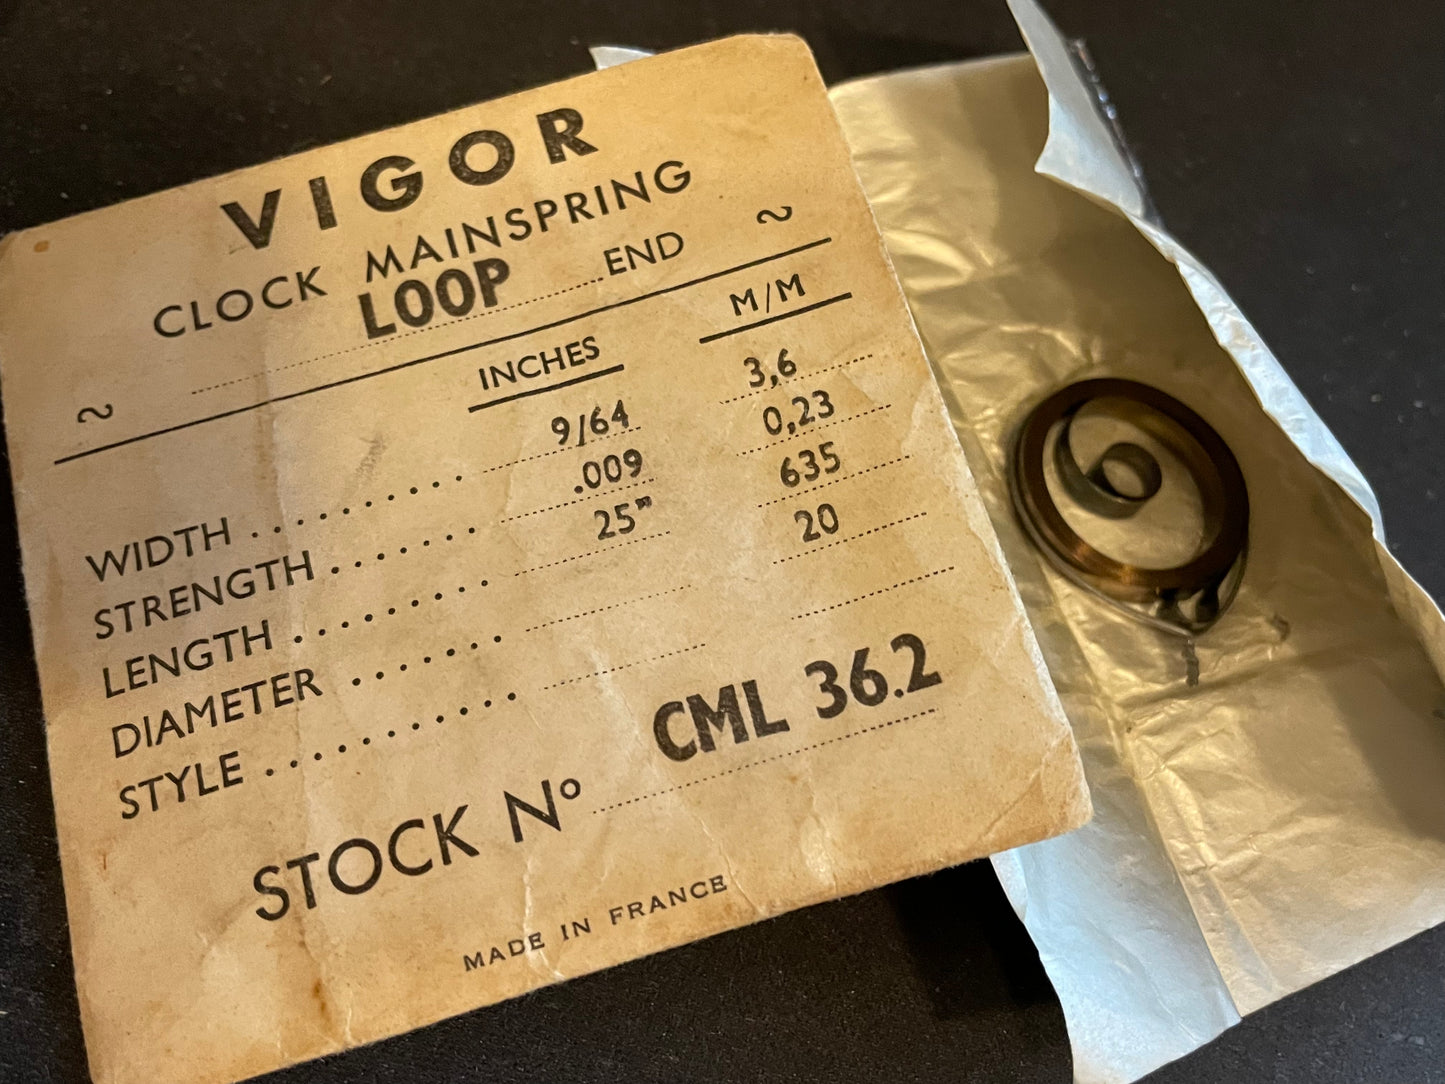 VIGOR
CLOCK MAINSPRING
LOOP END
INCHES M/M
WIDTH 9/64 3,6
STRENGTH .009 0,23
LENGTH 25" 635
DIAMETER 20
STYLE
STOCK Nº CML 36.2
MADE IN FRANCE